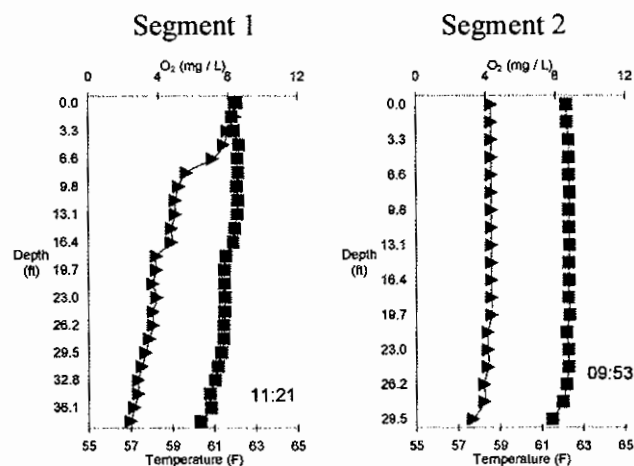 Segment 1
O₂ (mg / L)
0 4 8 12
0.0
3.3
6.6
9.8
13.1
16.4
Depth
(ft)
19.7
23.0
26.2
29.5
32.8
36.1
11:21
55 57 59 61 63 65
Temperature (F)
Segment 2
O₂ (mg / L)
0 4 8 12
0.0
3.3
6.6
9.8
13.1
Depth
(ft)
16.4
19.7
23.0
26.2
29.5
09:53
55 57 59 61 63 65
Temperature (F)